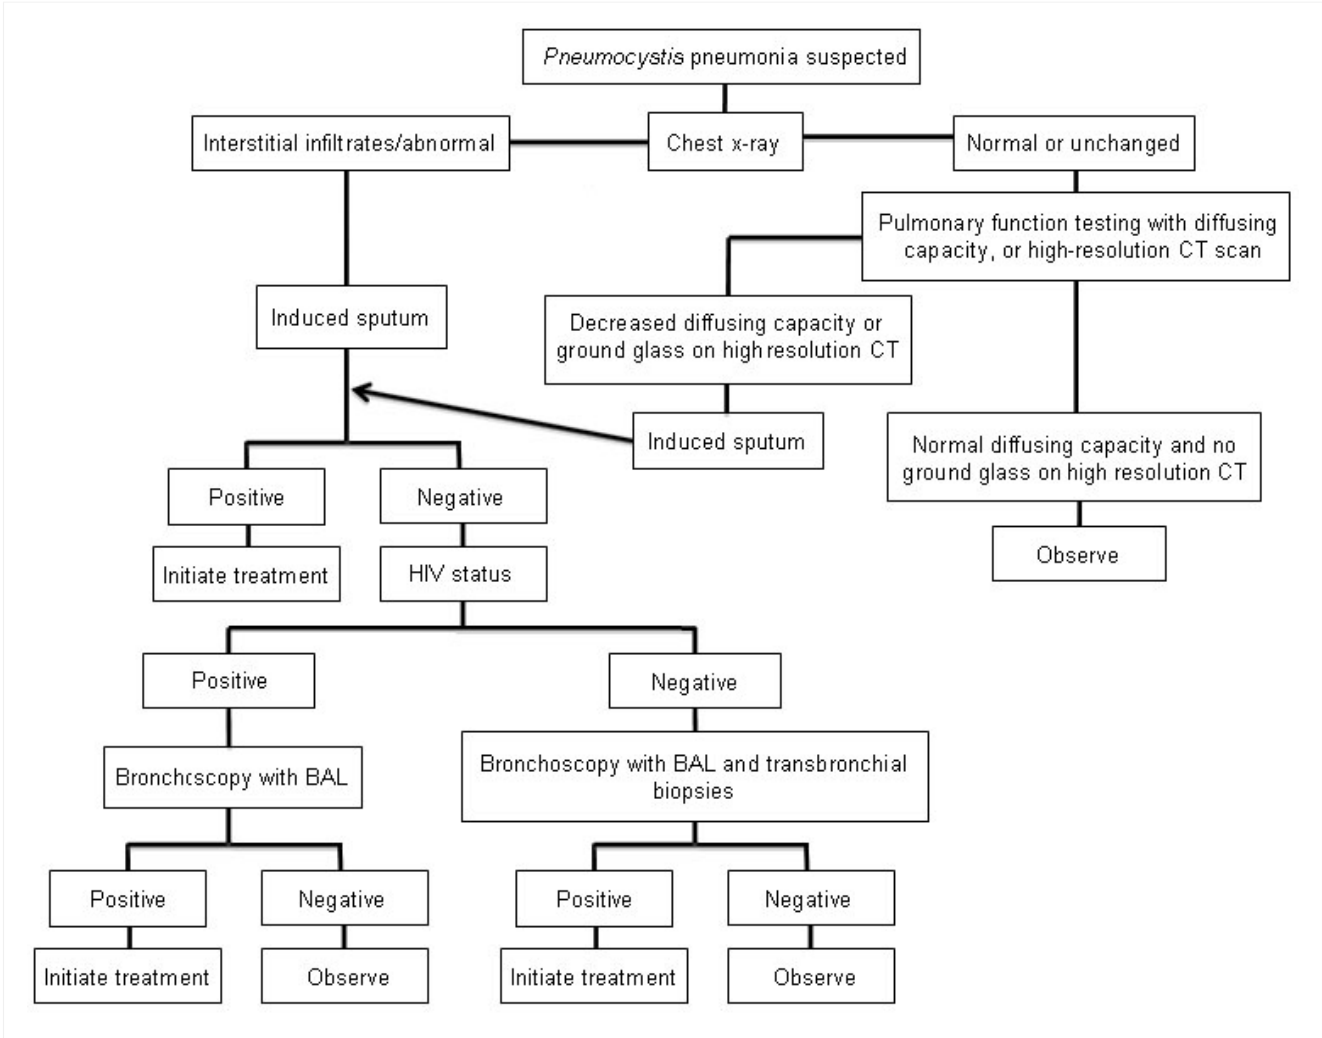 Pneumocystis pneumonia suspected
Interstitial infiltrates/abnormal
Chest x-ray
Normal or unchanged
Pulmonary function testing with diffusing
capacity, or high-resolution CT scan
Induced sputum
Decreased diffusing capacity or
ground glass on high resolution CT
Induced sputum
Normal diffusing capacity and no
ground glass on high resolution CT
Positive
Negative
Observe
Initiate treatment
HIV status
Positive
Negative
Bronchoscopy with BAL
Bronchoscopy with BAL and transbronchial
biopsies
Positive
Negative
Positive
Negative
Initiate treatment
Observe
Initiate treatment
Observe